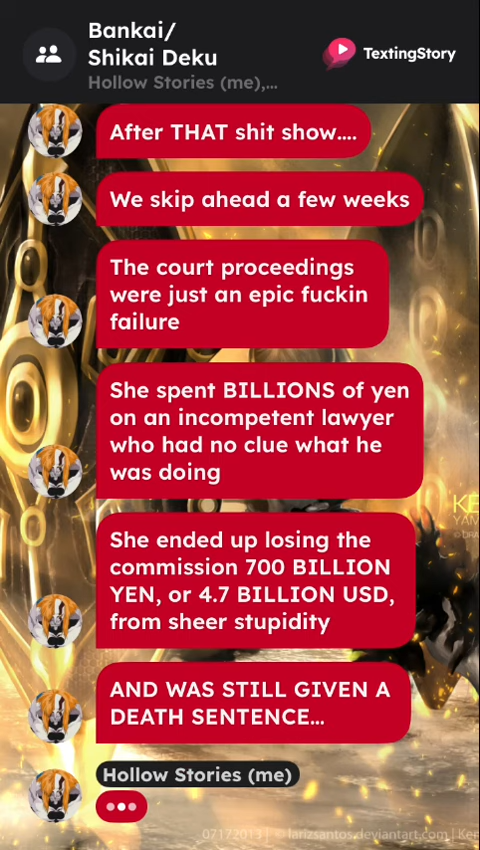 Bankai/
Shikai Deku
Hollow Stories (me),...
TextingStory
After THAT shit show....
We skip ahead a few weeks
The court proceedings
were just an epic fuckin
failure
She spent BILLIONS of yen
on an incompetent lawyer
who had no clue what he
was doing
She ended up losing the
commission 700 BILLION
YEN, or 4.7 BILLION USD,
from sheer stupidity
AND WAS STILL GIVEN A
DEATH SENTENCE...
Hollow Stories (me)
07172013 | © larizsantos.deviantart.com |